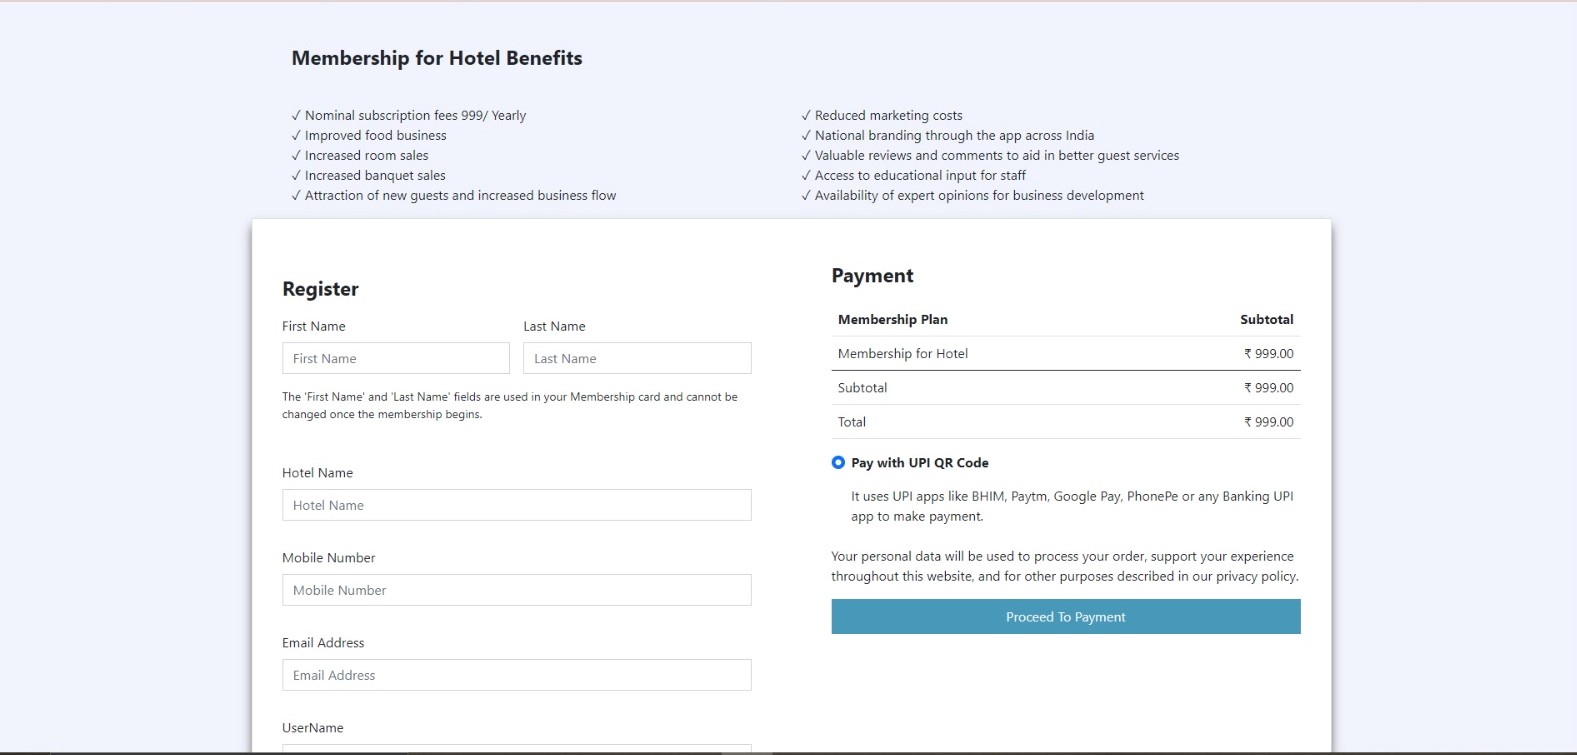 Membership for Hotel Benefits
✓ Nominal subscription fees 999/ Yearly
✓ Improved food business
✓ Increased room sales
✓ Increased banquet sales
✓ Attraction of new guests and increased business flow
✓ Reduced marketing costs
✓ National branding through the app across India
✓ Valuable reviews and comments to aid in better guest services
✓ Access to educational input for staff
✓ Availability of expert opinions for business development
Register
First Name Last Name
First Name Last Name
The 'First Name' and 'Last Name' fields are used in your Membership card and cannot be
changed once the membership begins.
Hotel Name
Hotel Name
Mobile Number
Mobile Number
Email Address
Email Address
UserName
Payment
Membership Plan Subtotal
Membership for Hotel ₹ 999.00
Subtotal ₹ 999.00
Total ₹ 999.00
Pay with UPI QR Code
It uses UPI apps like BHIM, Paytm, Google Pay, PhonePe or any Banking UPI
app to make payment.
Your personal data will be used to process your order, support your experience
throughout this website, and for other purposes described in our privacy policy.
Proceed To Payment